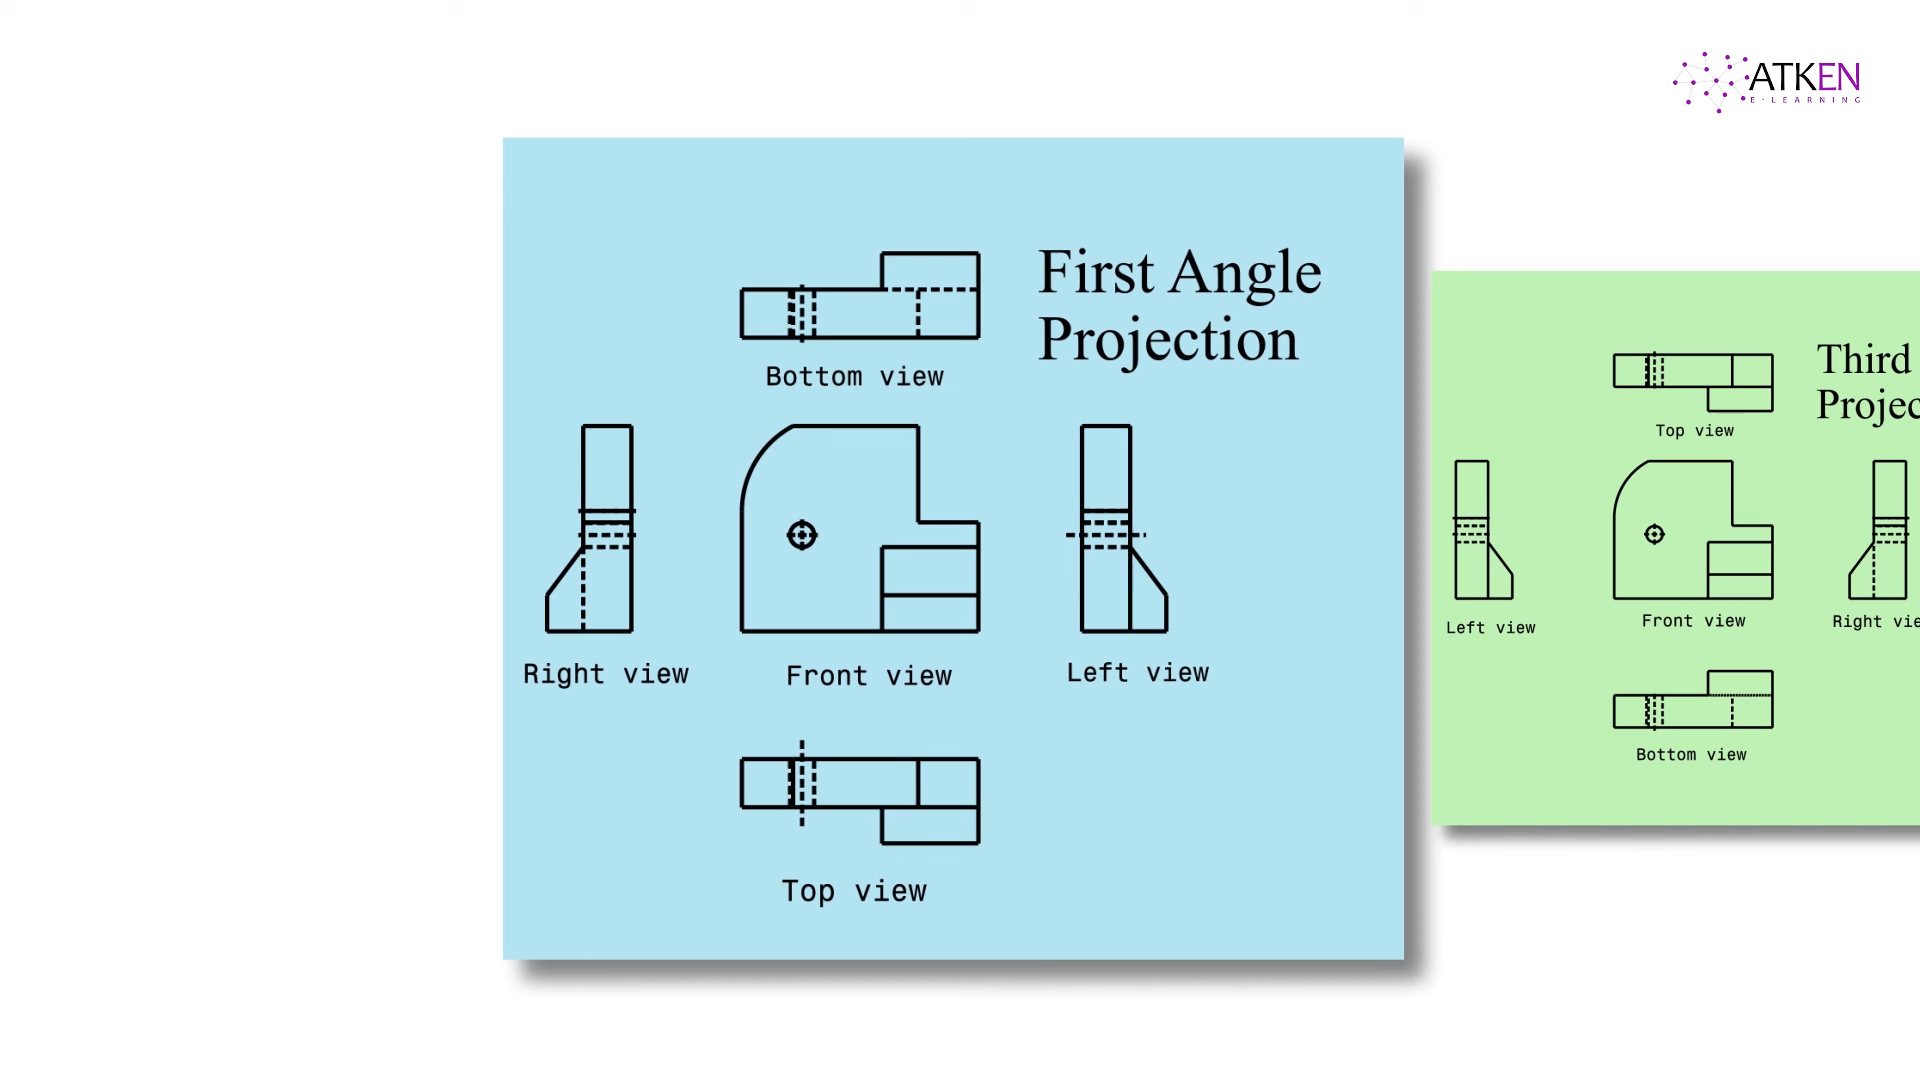 ATKEN
E-LEARNING
First Angle
Projection
Bottom view
Right view
Front view
Left view
Top view
Third
Top view
Left view
Front view
Right
Bottom view